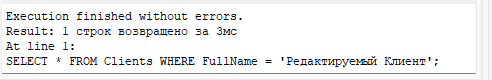 Execution finished without errors.
Result: 1 строк возвращено за 3мс
At line 1:
SELECT * FROM Clients WHERE FullName = 'Редактируемый Клиент';